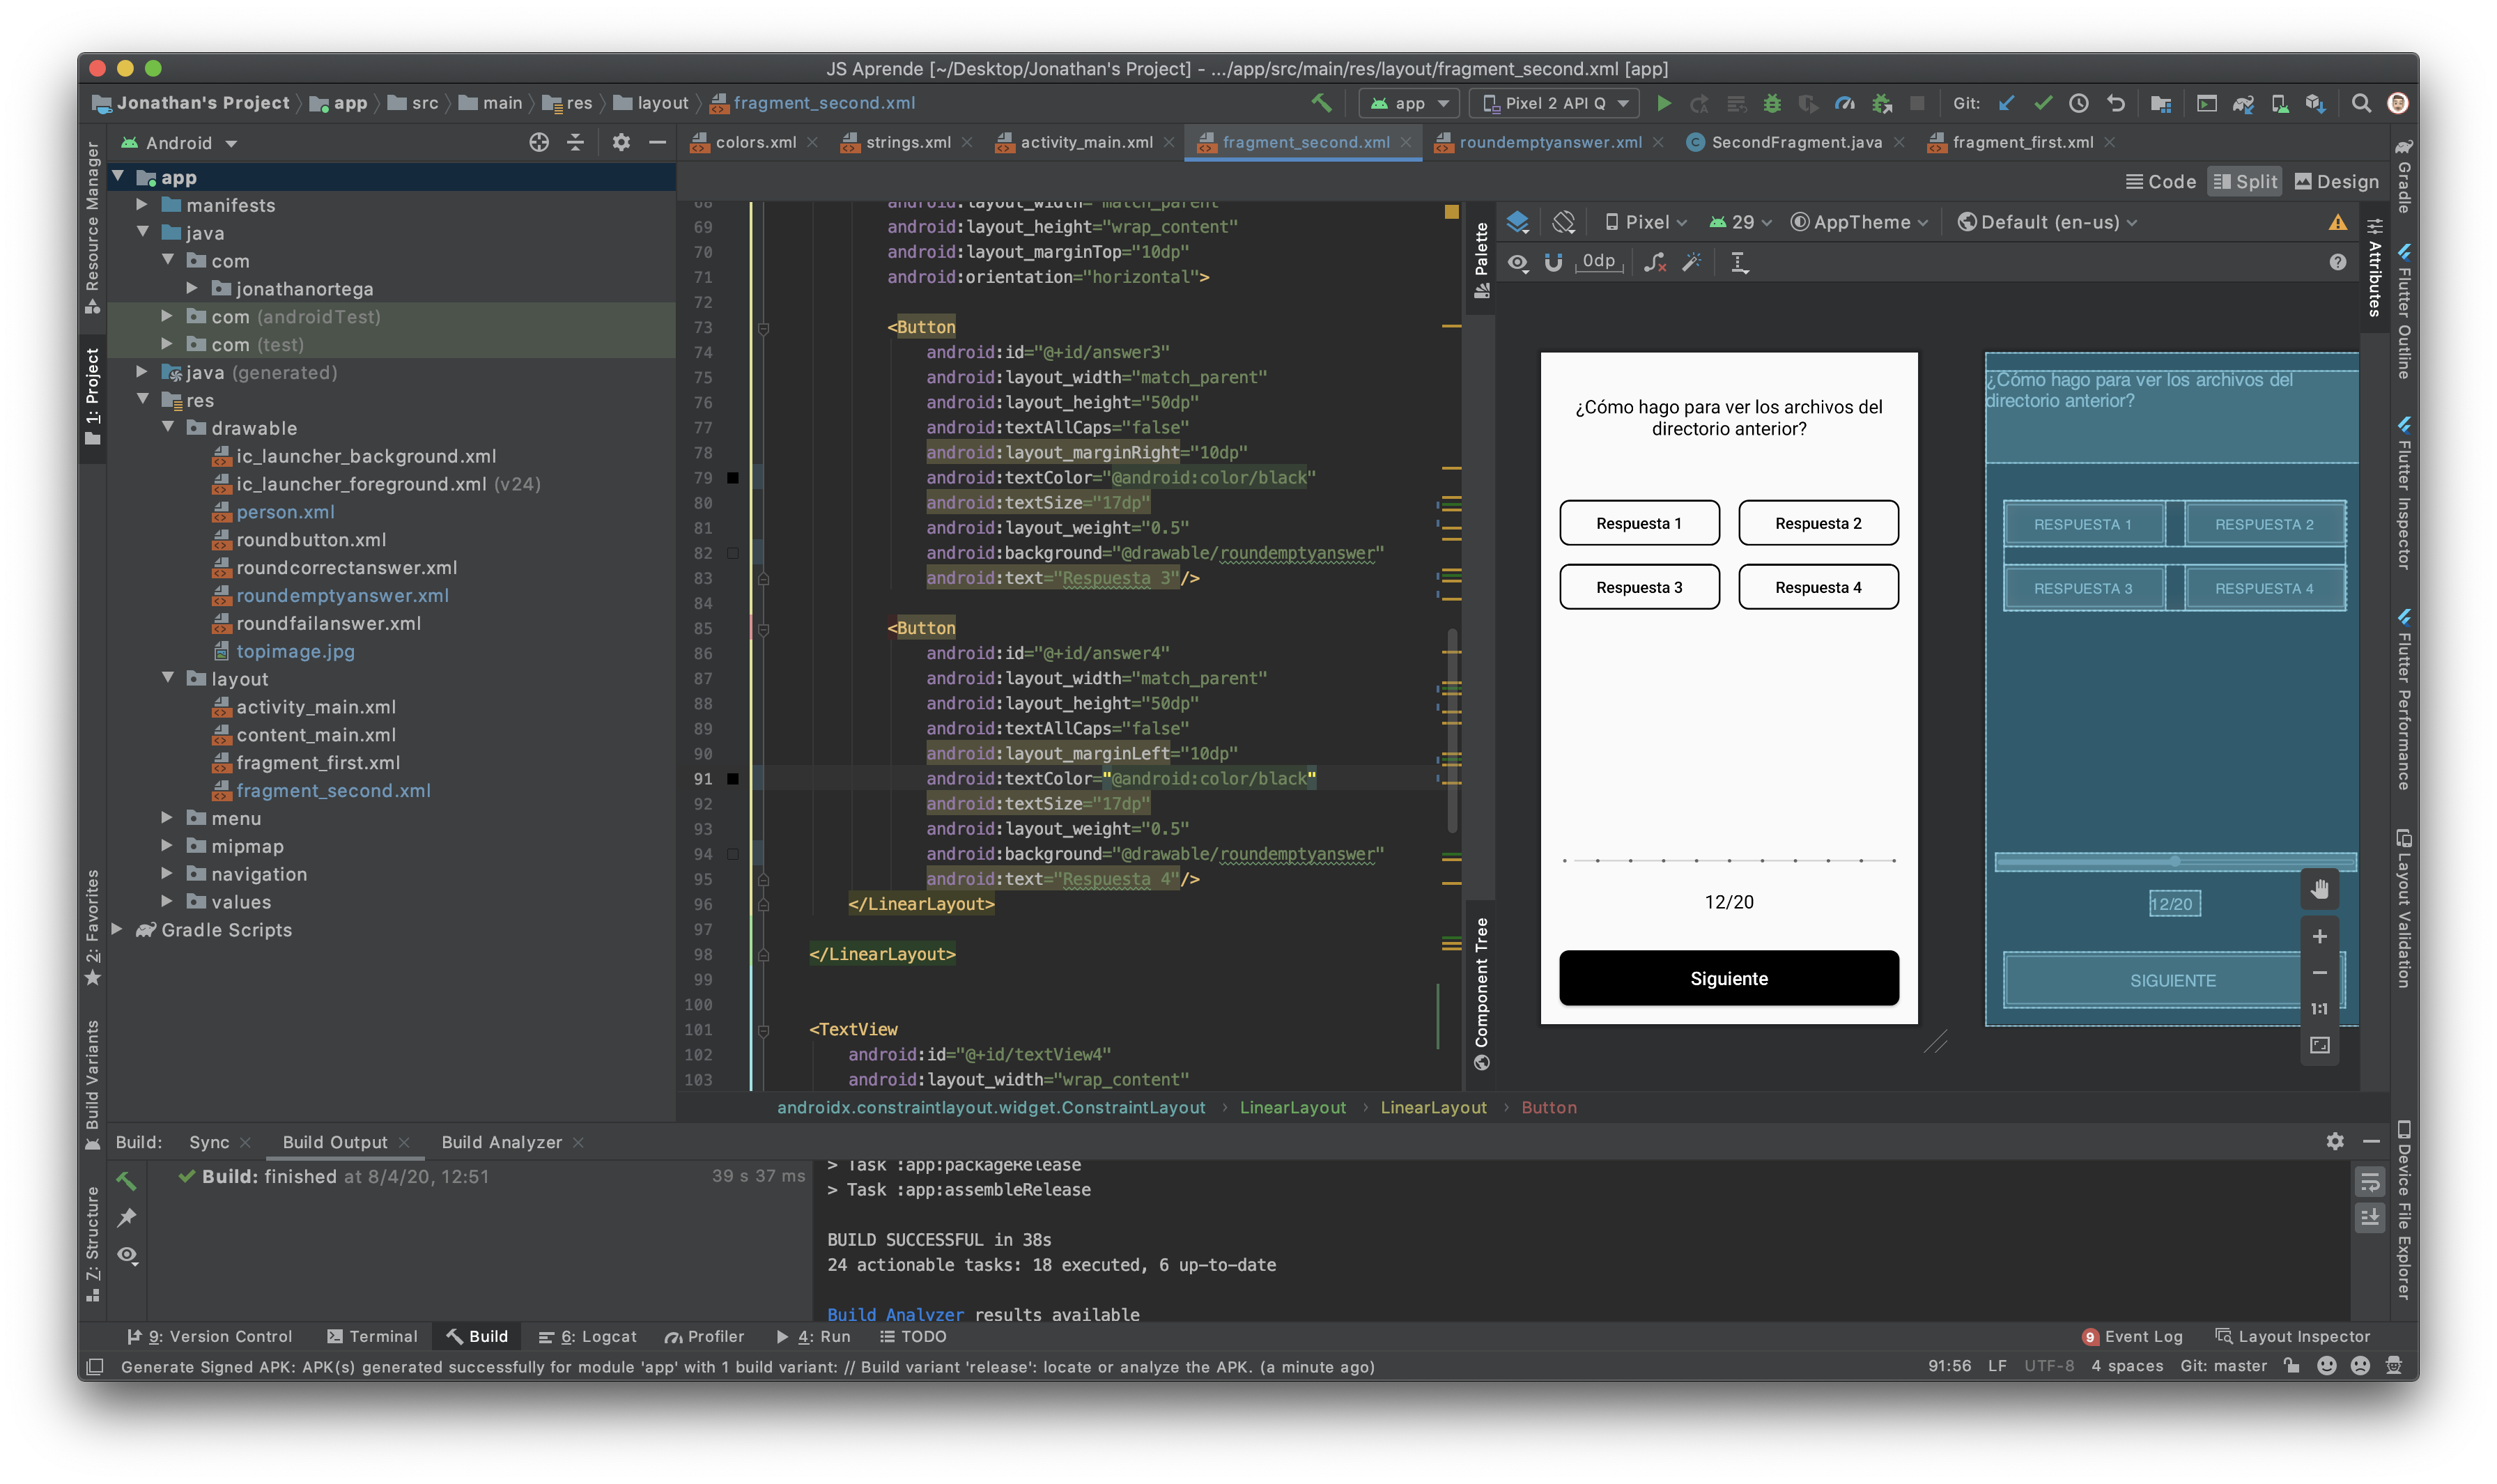 JS Aprende [~/Desktop/Jonathan's Project] - .../app/src/main/res/layout/fragment_second.xml [app]
Jonathan's Project app src main res layout fragment_second.xml app Pixel 2 API Q Git:
Android colors.xml strings.xml activity_main.xml fragment_second.xml roundemptyanswer.xml SecondFragment.java fragment_first.xml
Code Split Design
Resource Manager
1: Project
2: Favorites
Build Variants
Z: Structure
app
manifests
java
com
jonathanortega
com (androidTest)
com (test)
java (generated)
res
drawable
ic_launcher_background.xml
ic_launcher_foreground.xml (v24)
person.xml
roundbutton.xml
roundcorrectanswer.xml
roundemptyanswer.xml
roundfailanswer.xml
topimage.jpg
layout
activity_main.xml
content_main.xml
fragment_first.xml
fragment_second.xml
menu
mipmap
navigation
values
Gradle Scripts
68 android:layout_width="match_parent"
69 android:layout_height="wrap_content"
70 android:layout_marginTop="10dp"
71 android:orientation="horizontal">
72
73 <Button
74 android:id="@+id/answer3"
75 android:layout_width="match_parent"
76 android:layout_height="50dp"
77 android:textAllCaps="false"
78 android:layout_marginRight="10dp"
79 android:textColor="@android:color/black"
80 android:textSize="17dp"
81 android:layout_weight="0.5"
82 android:background="@drawable/roundemptyanswer"
83 android:text="Respuesta 3"/>
84
85 <Button
86 android:id="@+id/answer4"
87 android:layout_width="match_parent"
88 android:layout_height="50dp"
89 android:textAllCaps="false"
90 android:layout_marginLeft="10dp"
91 android:textColor="@android:color/black"
92 android:textSize="17dp"
93 android:layout_weight="0.5"
94 android:background="@drawable/roundemptyanswer"
95 android:text="Respuesta 4"/>
96 </LinearLayout>
97
98 </LinearLayout>
99
100
101 <TextView
102 android:id="@+id/textView4"
103 android:layout_width="wrap_content"
androidx.constraintlayout.widget.ConstraintLayout LinearLayout LinearLayout Button
Palette
Component Tree
Pixel 29 AppTheme Default (en-us)
0dp
¿Cómo hago para ver los archivos del
directorio anterior?
Respuesta 1 Respuesta 2
Respuesta 3 Respuesta 4
12/20
Siguiente
¿Cómo hago para ver los archivos del
directorio anterior?
RESPUESTA 1 RESPUESTA 2
RESPUESTA 3 RESPUESTA 4
12/20
SIGUIENTE
1:1
Attributes
Gradle
Flutter Outline
Flutter Inspector
Flutter Performance
Layout Validation
Device File Explorer
Build: Sync Build Output Build Analyzer
Build: finished at 8/4/20, 12:51 39 s 37 ms
> Task :app:packageRelease
> Task :app:assembleRelease
BUILD SUCCESSFUL in 38s
24 actionable tasks: 18 executed, 6 up-to-date
Build Analyzer results available
9: Version Control Terminal Build 6: Logcat Profiler 4: Run TODO 9 Event Log Layout Inspector
Generate Signed APK: APK(s) generated successfully for module 'app' with 1 build variant: // Build variant 'release': locate or analyze the APK. (a minute ago) 91:56 LF UTF-8 4 spaces Git: master